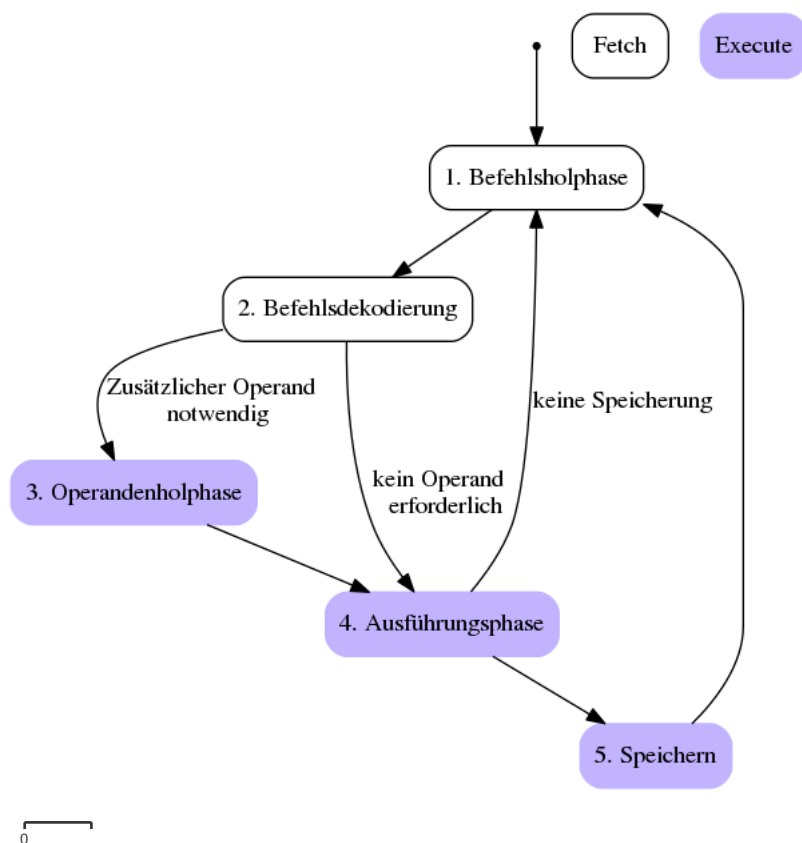 Fetch
Execute
1. Befehlsholphase
2. Befehlsdekodierung
Zusätzlicher Operand
notwendig
keine Speicherung
kein Operand
erforderlich
3. Operandenholphase
4. Ausführungsphase
5. Speichern
0